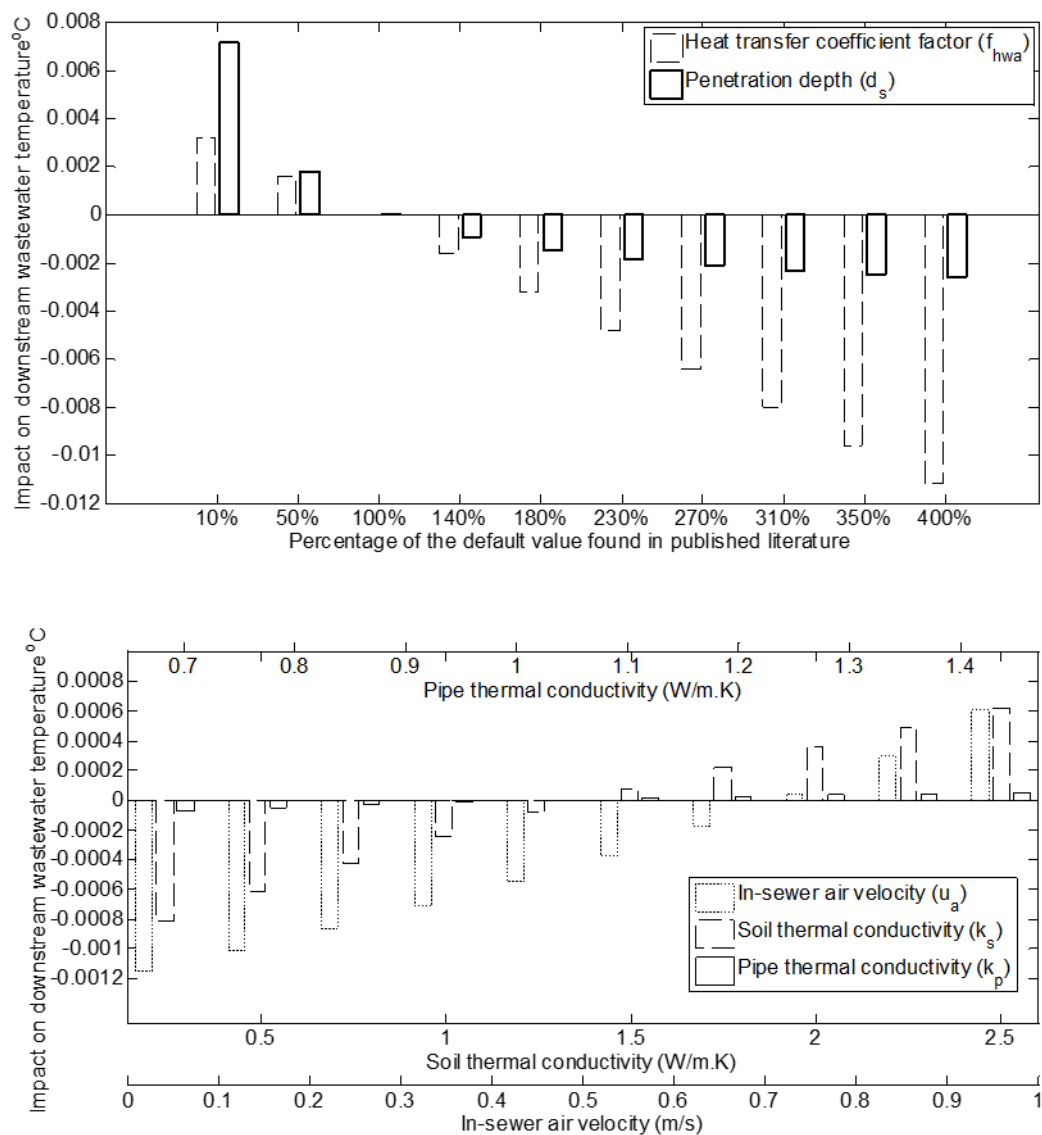 Impact on downstream wastewater temperature°C
0.008
0.006
0.004
0.002
0
-0.002
-0.004
-0.006
-0.008
-0.01
-0.012
Heat transfer coefficient factor (f_hwa)
Penetration depth (d_s)
10% 50% 100% 140% 180% 230% 270% 310% 350% 400%
Percentage of the default value found in published literature
Impact on downstream wastewater temperature°C
0.7 0.8 0.9 1 1.1 1.2 1.3 1.4
Pipe thermal conductivity (W/m.K)
0.0008
0.0006
0.0004
0.0002
0
-0.0002
-0.0004
-0.0006
-0.0008
-0.001
-0.0012
In-sewer air velocity (u_a)
Soil thermal conductivity (k_s)
Pipe thermal conductivity (k_p)
0.5 1 1.5 2 2.5
Soil thermal conductivity (W/m.K)
0 0.1 0.2 0.3 0.4 0.5 0.6 0.7 0.8 0.9 1
In-sewer air velocity (m/s)